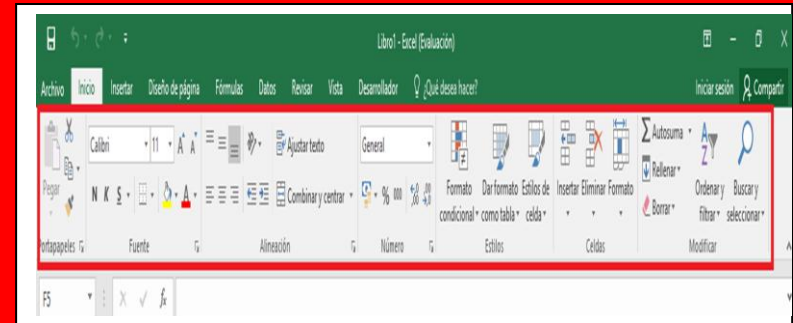 Libro1 - Excel (Evaluación)
Archivo Inicio Insertar Diseño de página Fórmulas Datos Revisar Vista Desarrollador ¿Qué desea hacer? Iniciar sesión Compartir
Calibri 11 A A Ajustar texto General Autosuma
Pegar Rellenar
N K S A Combinar y centrar % 000 Formato condicional Dar formato como tabla Estilos de celda Insertar Eliminar Formato Borrar Ordenar y filtrar Buscar y seleccionar
Portapapeles Fuente Alineación Número Estilos Celdas Modificar
F5 fx